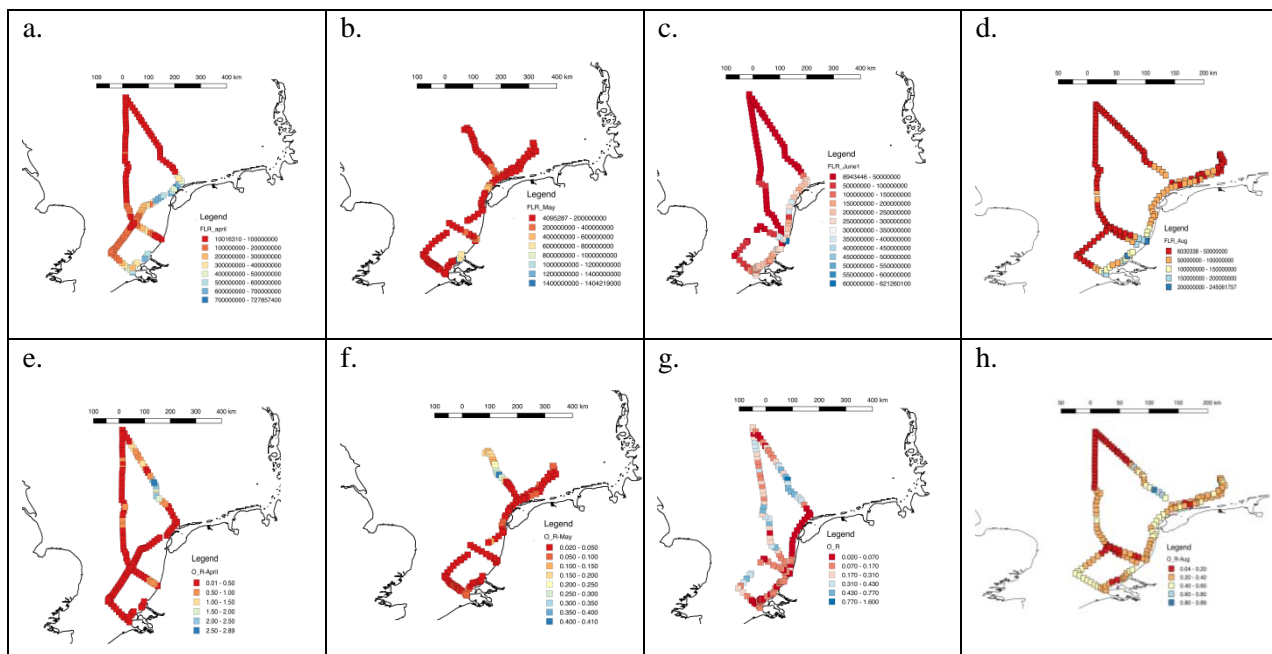 a.
100 0 100 200 300 400 km
Legend
FLR_april
10016310 - 100000000
100000000 - 200000000
200000000 - 300000000
300000000 - 400000000
400000000 - 500000000
500000000 - 600000000
600000000 - 700000000
700000000 - 727857400
b.
100 0 100 200 300 400 km
Legend
FLR_May
4095287 - 200000000
200000000 - 400000000
400000000 - 600000000
600000000 - 800000000
800000000 - 1000000000
1000000000 - 1200000000
1200000000 - 1400000000
1400000000 - 1404219000
c.
100 0 100 200 300 400 km
Legend
FLR_June1
8943446 - 50000000
50000000 - 100000000
100000000 - 150000000
150000000 - 200000000
200000000 - 250000000
250000000 - 300000000
300000000 - 350000000
350000000 - 400000000
400000000 - 450000000
450000000 - 500000000
500000000 - 550000000
550000000 - 600000000
600000000 - 621260100
d.
50 0 50 100 150 200 km
Legend
FLR_Aug
6030338 - 50000000
50000000 - 100000000
100000000 - 150000000
150000000 - 200000000
200000000 - 245061757
e.
100 0 100 200 300 400 km
Legend
O_R-April
0.01 - 0.50
0.50 - 1.00
1.00 - 1.50
1.50 - 2.00
2.00 - 2.50
2.50 - 2.89
f.
100 0 100 200 300 400 km
Legend
O_R-May
0.020 - 0.050
0.050 - 0.100
0.100 - 0.150
0.150 - 0.200
0.200 - 0.250
0.250 - 0.300
0.300 - 0.350
0.350 - 0.400
0.400 - 0.410
g.
100 0 100 200 300 400 km
Legend
O_R
0.020 - 0.070
0.070 - 0.170
0.170 - 0.310
0.310 - 0.430
0.430 - 0.770
0.770 - 1.600
h.
50 0 50 100 150 200 km
Legend
O_R-Aug
0.04 - 0.20
0.20 - 0.40
0.40 - 0.60
0.60 - 0.80
0.80 - 0.89